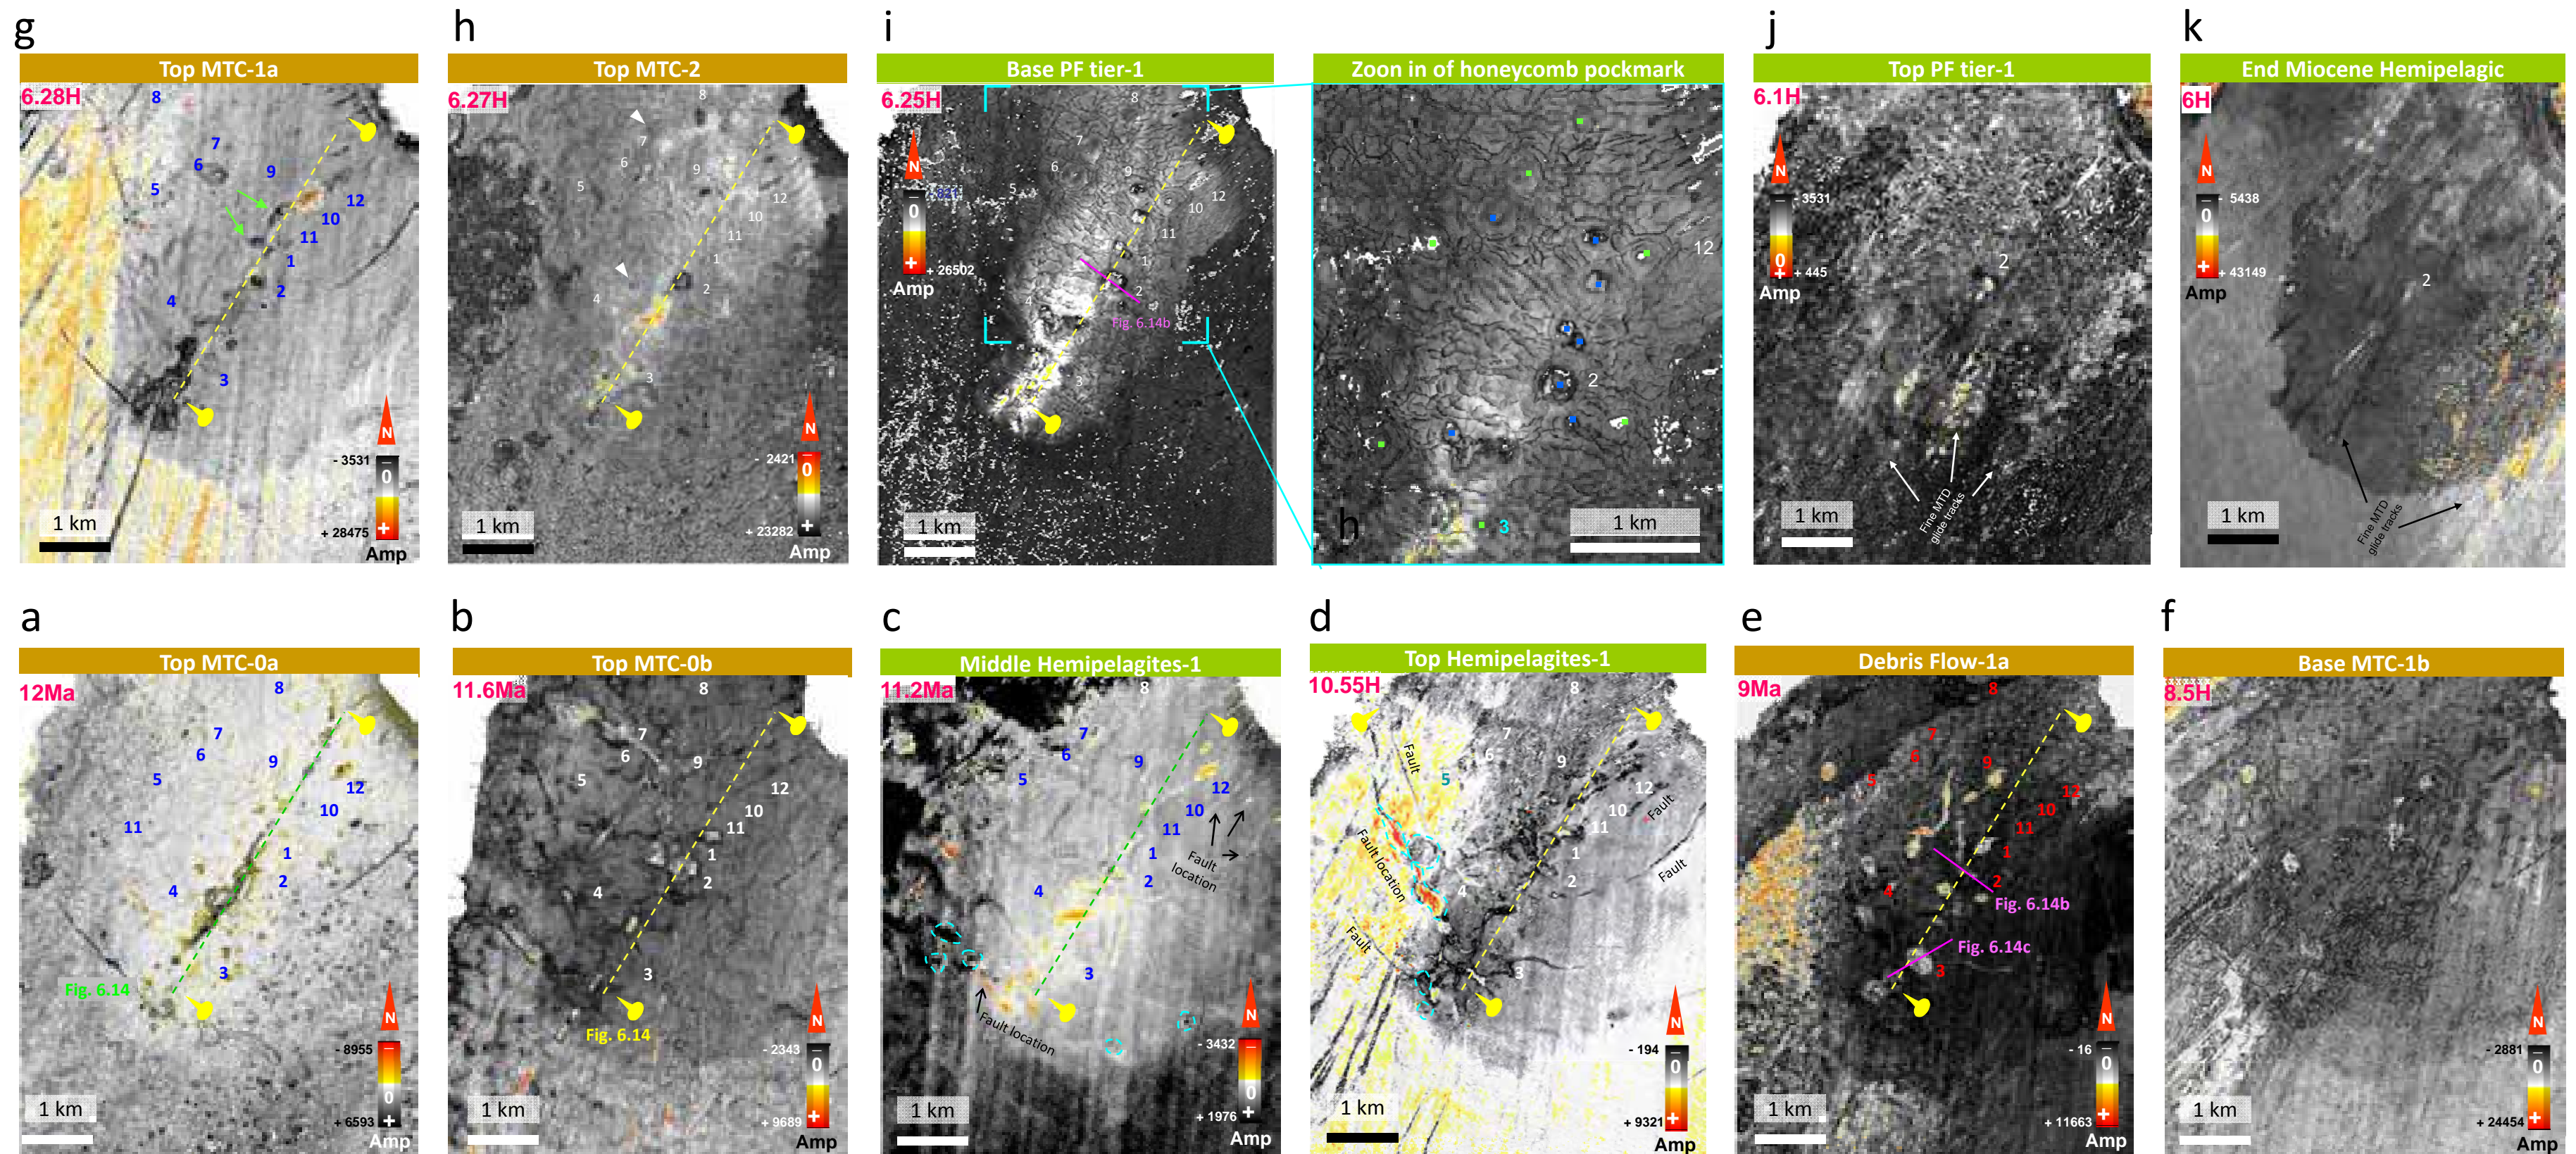 g
Top MTC-1a
6.28H
8
7
6
9
5
12
10
11
1
2
4
3
N
- 3531
0
+
+ 28475
Amp
1 km
h
Top MTC-2
6.27H
8
7
6
9
5
12
10
11
1
2
4
3
N
- 2421
0
+
+ 23282
Amp
1 km
i
Base PF tier-1
6.25H
N
0
+
+ 26502
Amp
8
7
6
9
5
12
10
11
1
2
4
3
Fig. 6.14b
1 km
Zoon in of honeycomb pockmark
12
2
3
h
1 km
j
Top PF tier-1
6.1H
N
- 3531
0
+
+ 445
Amp
2
Fine MTD
glide tracks
1 km
k
End Miocene Hemipelagic
6H
N
- 5438
0
+
+ 43149
Amp
2
Fine MTD
glide tracks
1 km
a
Top MTC-0a
12Ma
8
7
6
9
5
12
10
11
1
2
4
3
Fig. 6.14
N
- 8955
0
+ 6593
+
Amp
1 km
b
Top MTC-0b
11.6Ma
8
7
6
9
5
12
10
11
1
2
4
3
Fig. 6.14
N
- 2343
0
+ 9689
+
Amp
1 km
c
Middle Hemipelagites-1
11.2Ma
8
7
6
9
5
12
10
11
1
2
4
3
Fault
location
Fault location
N
- 3432
0
+ 1976
+
Amp
1 km
d
Top Hemipelagites-1
10.55H
8
7
6
9
5
12
10
11
1
2
4
3
Fault
Fault location
Fault
Fault
Fault
N
- 194
0
+ 9321
+
Amp
1 km
e
Debris Flow-1a
9Ma
8
7
6
9
5
12
10
11
1
2
4
3
Fig. 6.14b
Fig. 6.14c
N
- 16
0
+ 11663
+
Amp
1 km
f
Base MTC-1b
8.5H
N
- 2881
0
+ 24454
+
Amp
1 km